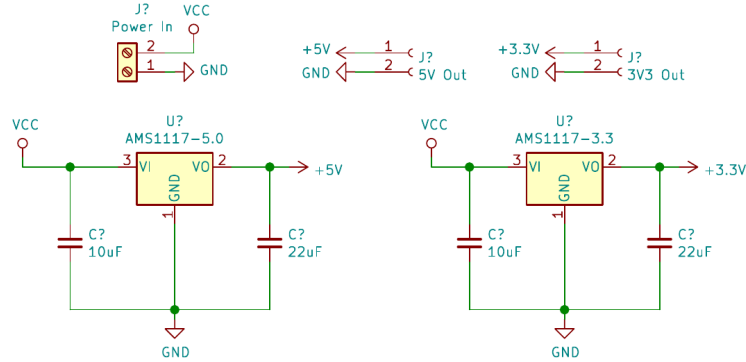 J?
Power In
VCC
2
1
GND
+5V
1
J?
GND
2
5V Out
+3.3V
1
J?
GND
2
3V3 Out
VCC
U?
AMS1117-5.0
3
VI
VO
2
+5V
GND
1
C?
10uF
C?
22uF
GND
VCC
U?
AMS1117-3.3
3
VI
VO
2
+3.3V
GND
1
C?
10uF
C?
22uF
GND